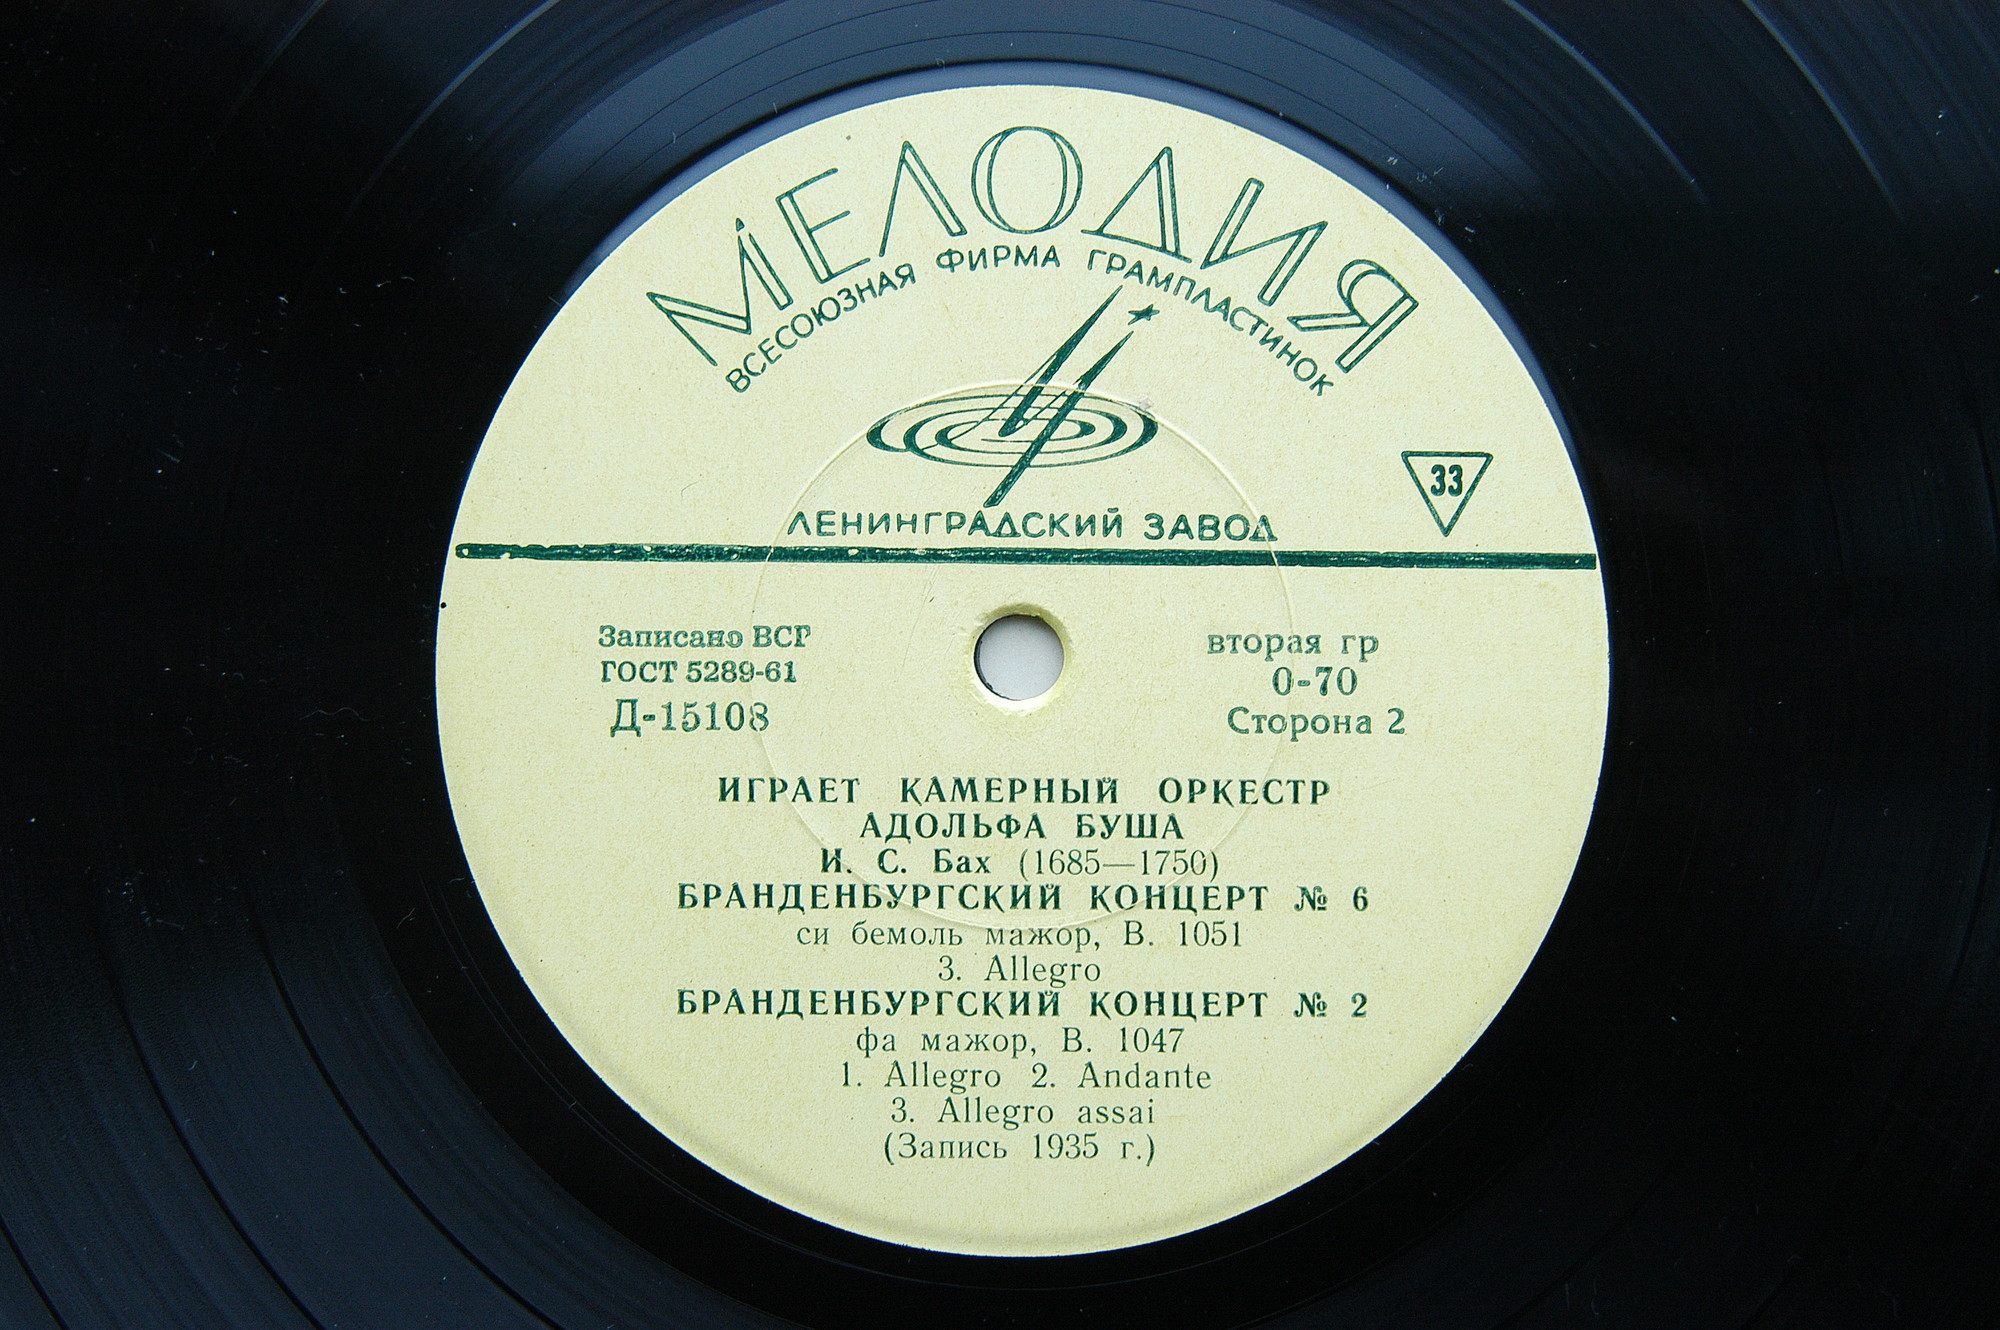 МЕЛОДИЯ
ВСЕСОЮЗНАЯ ФИРМА ГРАМПЛАСТИНОК
33
ЛЕНИНГРАДСКИЙ ЗАВОД
Записано ВСГ
ГОСТ 5289-61
Д-15108
вторая гр
0-70
Сторона 2
ИГРАЕТ КАМЕРНЫЙ ОРКЕСТР
АДОЛЬФА БУША
И. С. Бах (1685—1750)
БРАНДЕНБУРГСКИЙ КОНЦЕРТ № 6
си бемоль мажор, В. 1051
3. Allegro
БРАНДЕНБУРГСКИЙ КОНЦЕРТ № 2
фа мажор, В. 1047
1. Allegro 2. Andante
3. Allegro assai
(Запись 1935 г.)